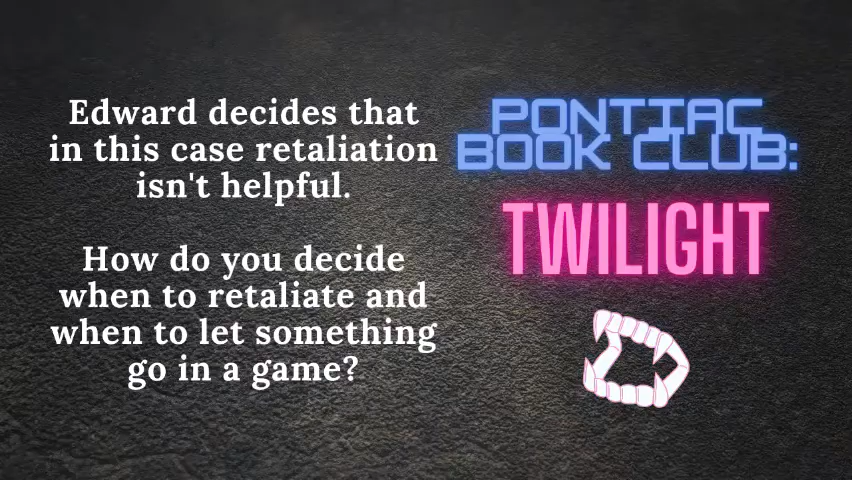 Edward decides that
in this case retaliation
isn't helpful.
How do you decide
when to retaliate and
when to let something
go in a game?
PONTIAC
BOOK CLUB:
TWILIGHT